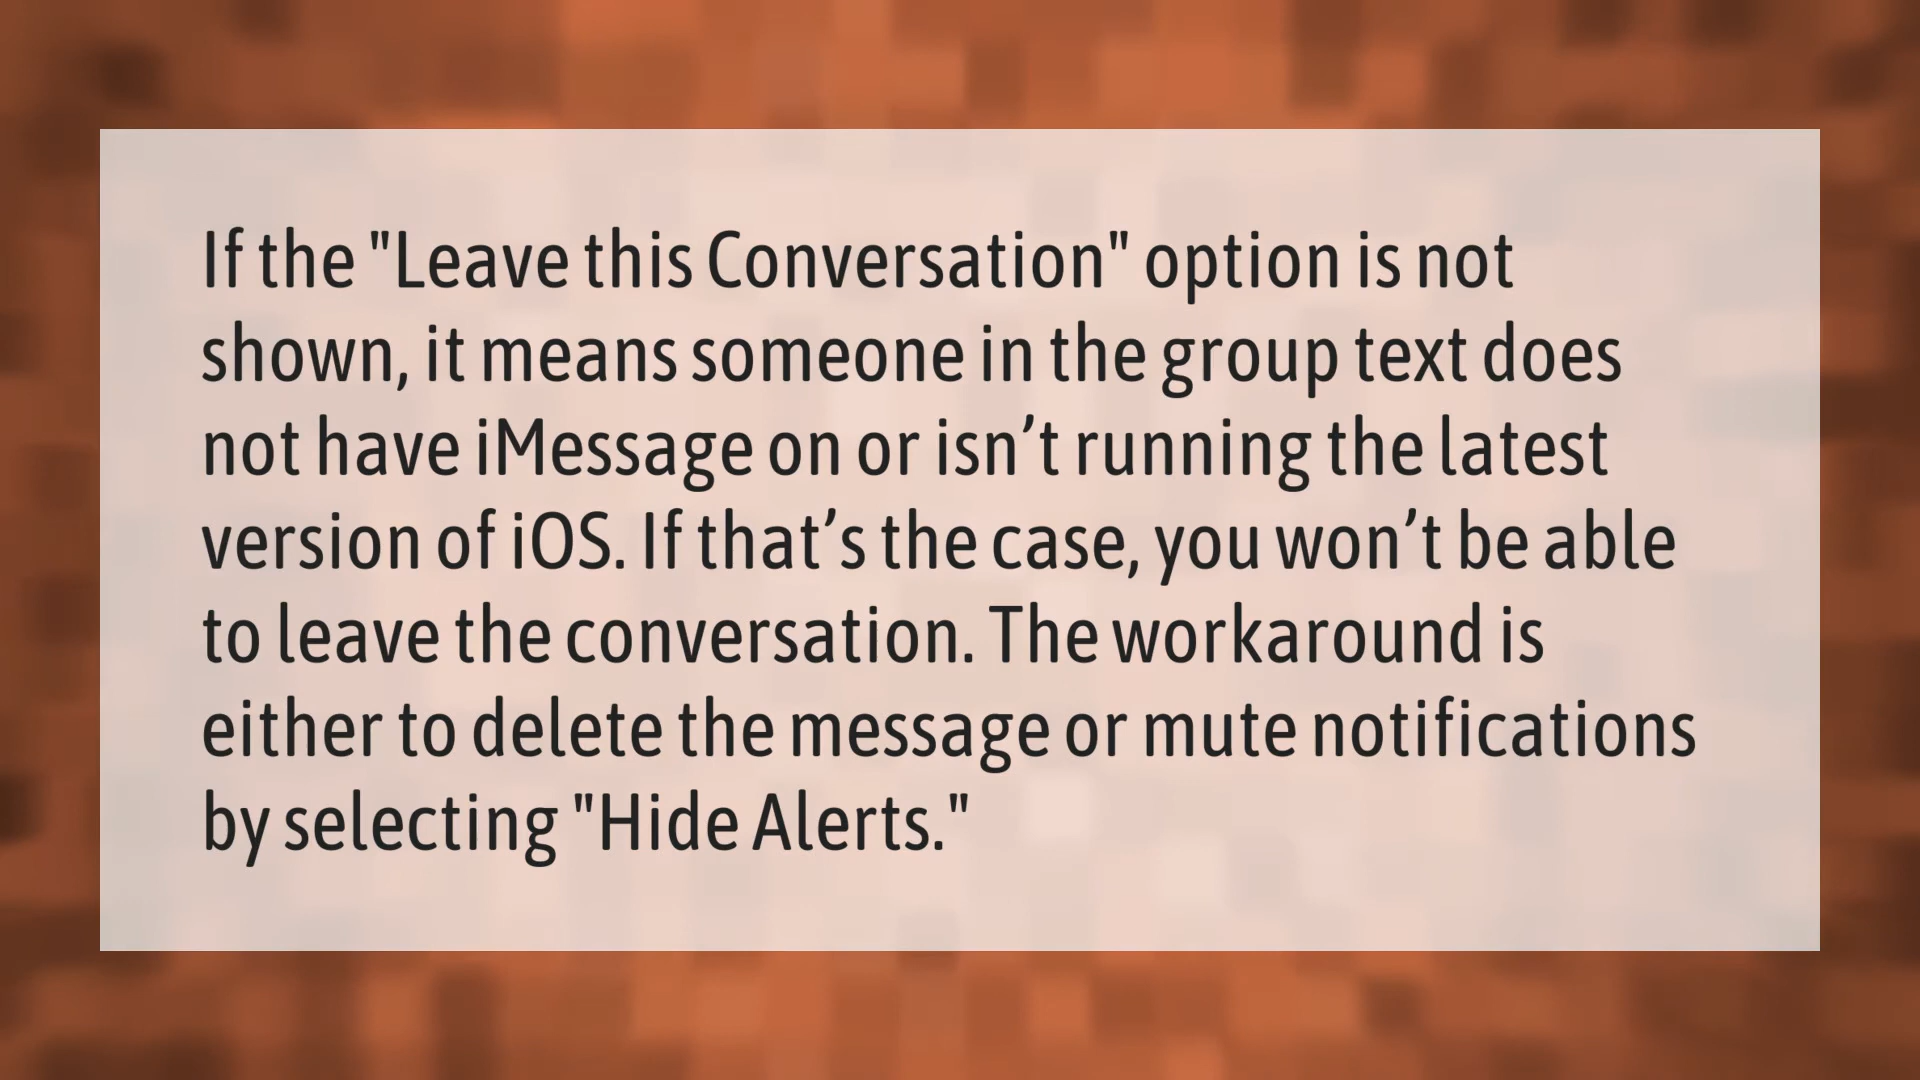 If the "Leave this Conversation" option is not
shown, it means someone in the group text does
not have iMessage on or isn’t running the latest
version of iOS. If that’s the case, you won’t be able
to leave the conversation. The workaround is
either to delete the message or mute notifications
by selecting "Hide Alerts."